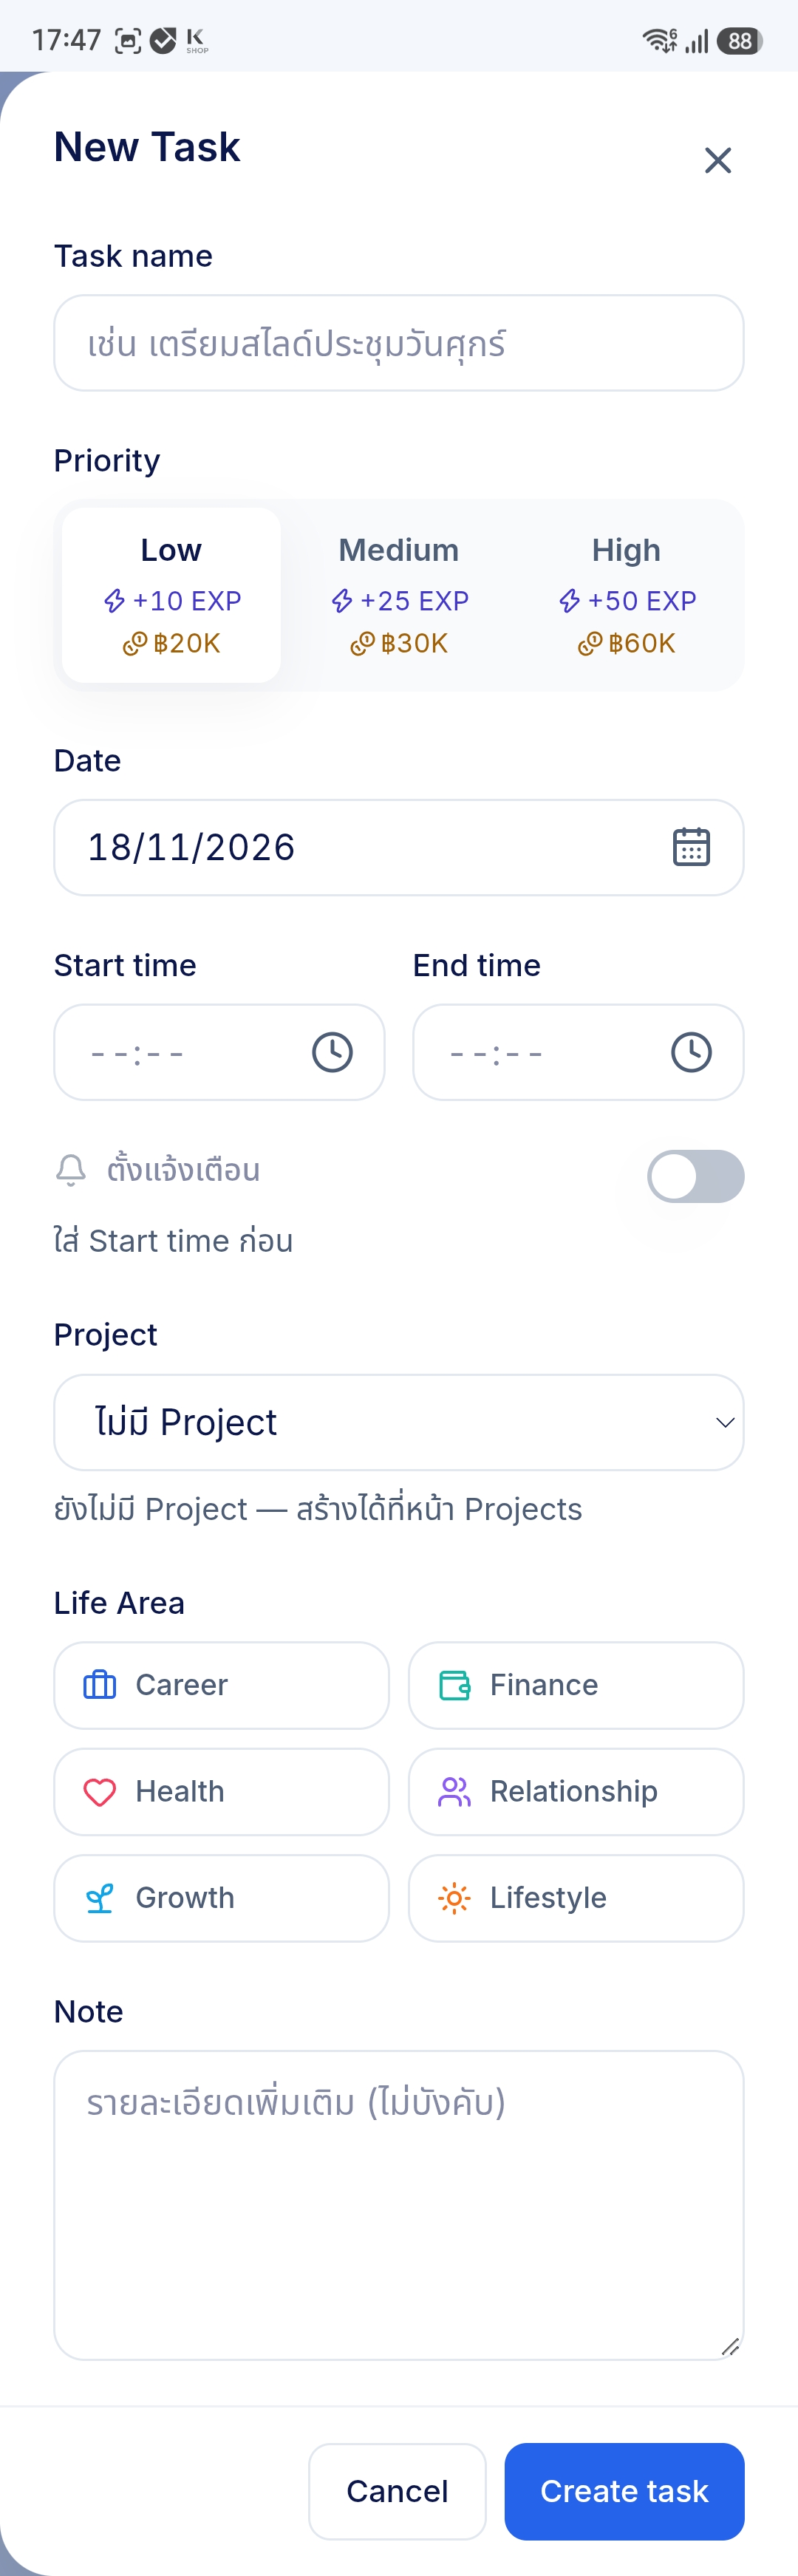 17:47
K
SHOP
6
88
New Task
Task name
เช่น เตรียมสไลด์ประชุมวันศุกร์
Priority
Low
Medium
High
+10 EXP
+25 EXP
+50 EXP
฿20K
฿30K
฿60K
Date
18/11/2026
Start time
End time
--:--
--:--
ตั้งแจ้งเตือน
ใส่ Start time ก่อน
Project
ไม่มี Project
ยังไม่มี Project — สร้างได้ที่หน้า Projects
Life Area
Career
Finance
Health
Relationship
Growth
Lifestyle
Note
รายละเอียดเพิ่มเติม (ไม่บังคับ)
Cancel
Create task